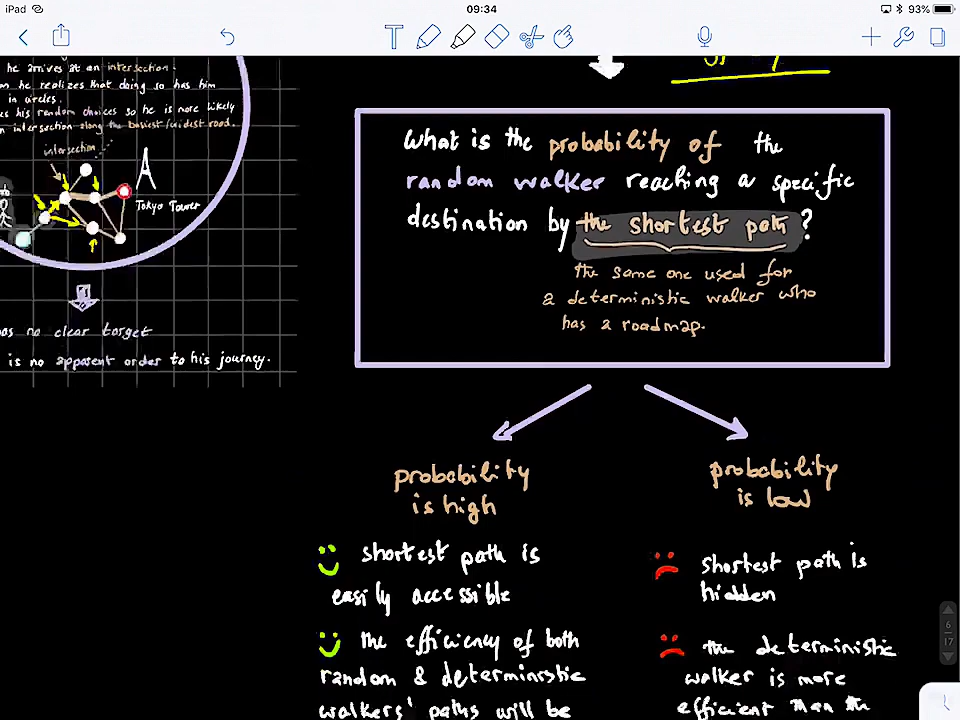 iPad
09:34
93%
he arrives at an intersection.
he realizes that doing so has him
in circles.
his random choices so he is more likely
intersection along the busiest/widest road.
intersection
Tokyo Tower
no clear target
is no apparent order to his journey.
What is the probability of the
random walker reaching a specific
destination by the shortest path?
the same one used for
a deterministic walker who
has a roadmap.
probability
is high
shortest path is
easily accessible
the efficiency of both
random & deterministic
walkers' paths will be
probability
is low
shortest path is
hidden
the deterministic
walker is more
efficient than the
6
17